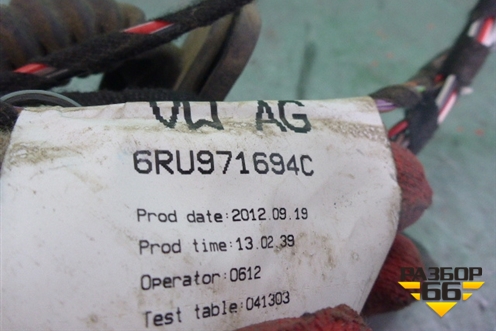 VW AG
6RU971694C
Prod date:2012.09.19
Prod time:13.02.39
Operator:0612
Test table:041303
РАЗБОР
66